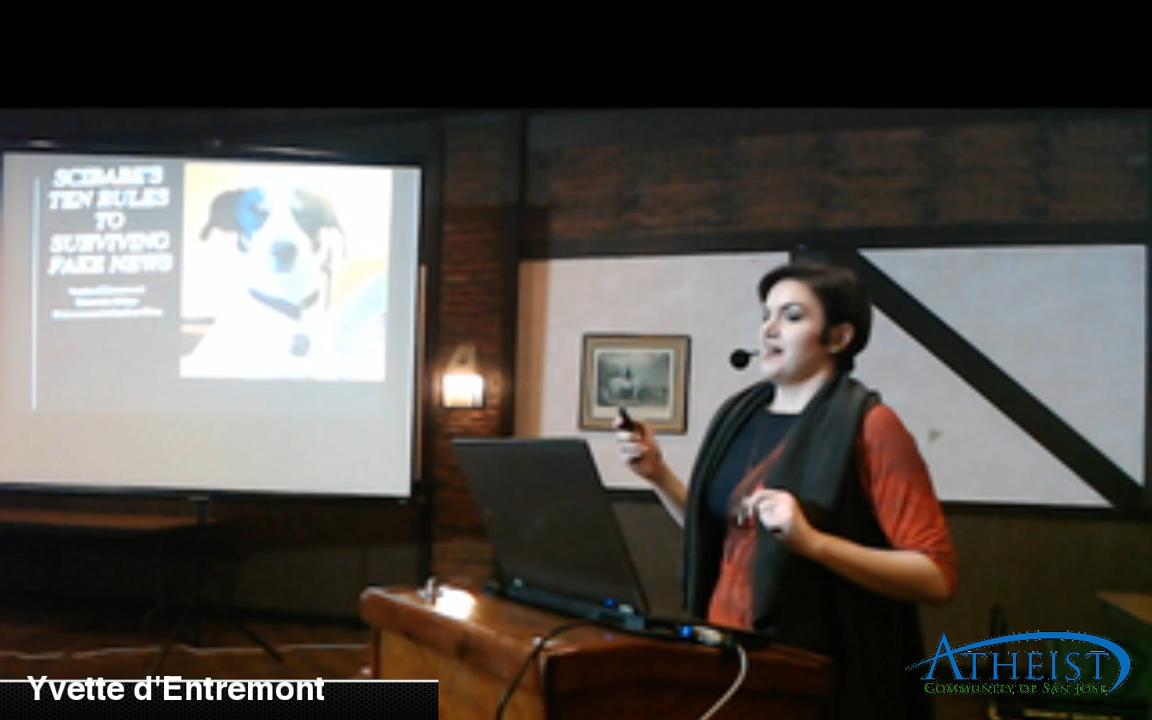 SCIBABE'S
TEN RULES
TO
SURVIVING
FAKE NEWS
Yvette d'Entremont
ATHEIST
COMMUNITY OF SAN JOSE